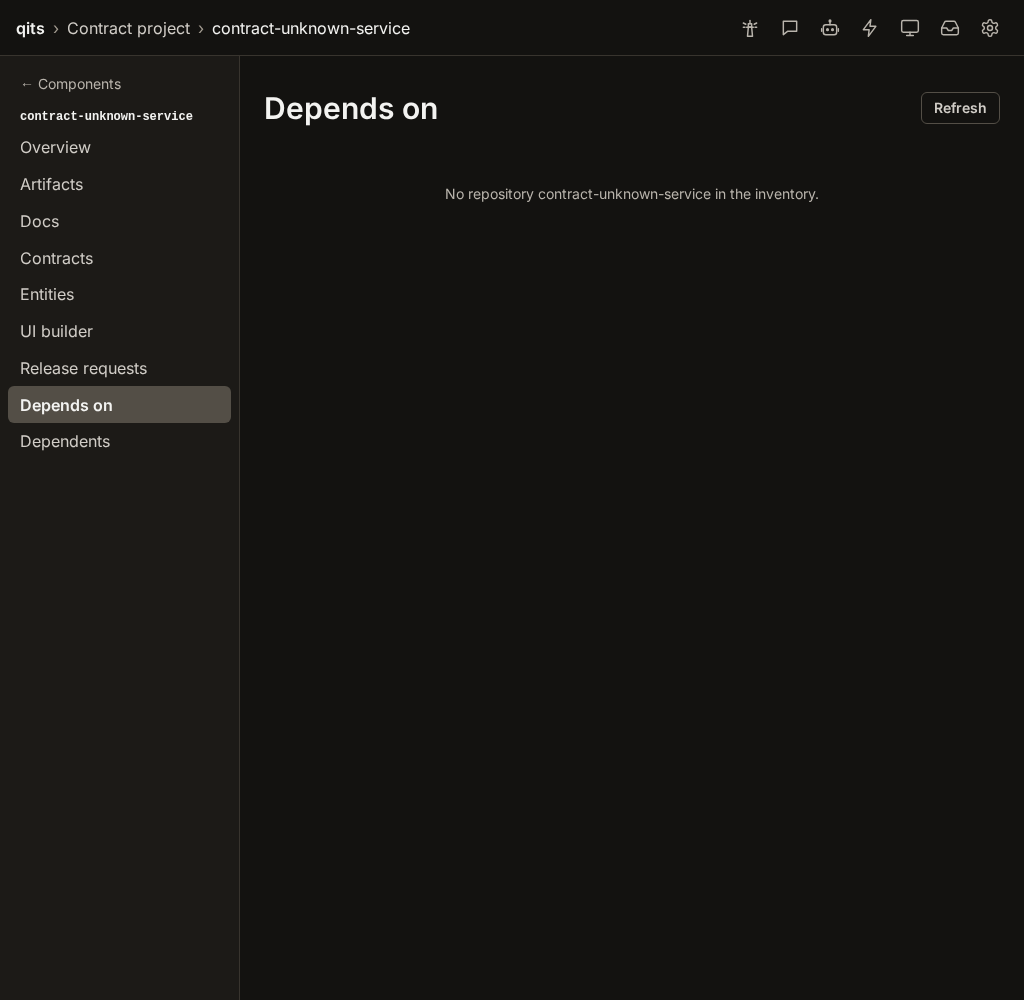 qits › Contract project › contract-unknown-service
← Components
contract-unknown-service
Overview
Artifacts
Docs
Contracts
Entities
UI builder
Release requests
Depends on
Dependents
Depends on
Refresh
No repository contract-unknown-service in the inventory.